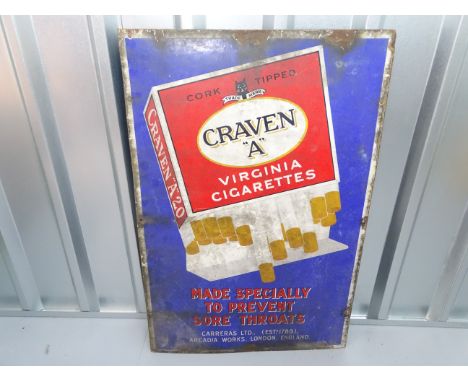 CORK TIPPED
TRADE MARK
CRAVEN
"A"
VIRGINIA
CIGARETTES
CRAVEN "A" 20
MADE SPECIALLY
TO PREVENT
SORE THROATS
CARRERAS LTD. (ESTD 1788),
ARCADIA WORKS, LONDON, ENGLAND.